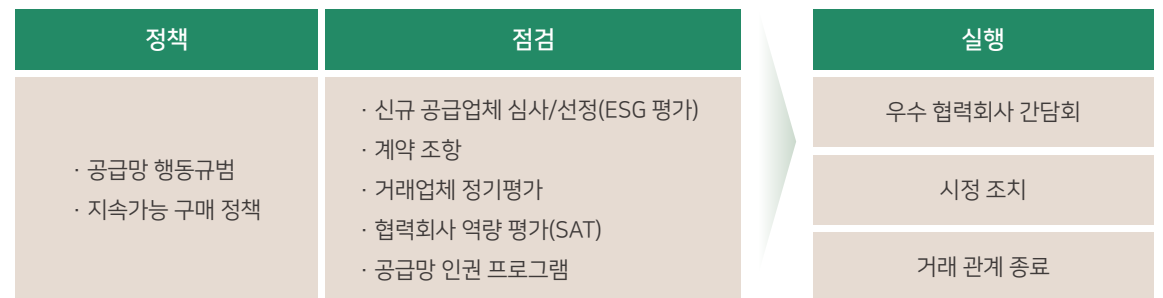 정책
· 공급망 행동규범
· 지속가능 구매 정책
점검
· 신규 공급업체 심사/선정(ESG 평가)
· 계약 조항
· 거래업체 정기평가
· 협력회사 역량 평가(SAT)
· 공급망 인권 프로그램
실행
우수 협력회사 간담회
시정 조치
거래 관계 종료